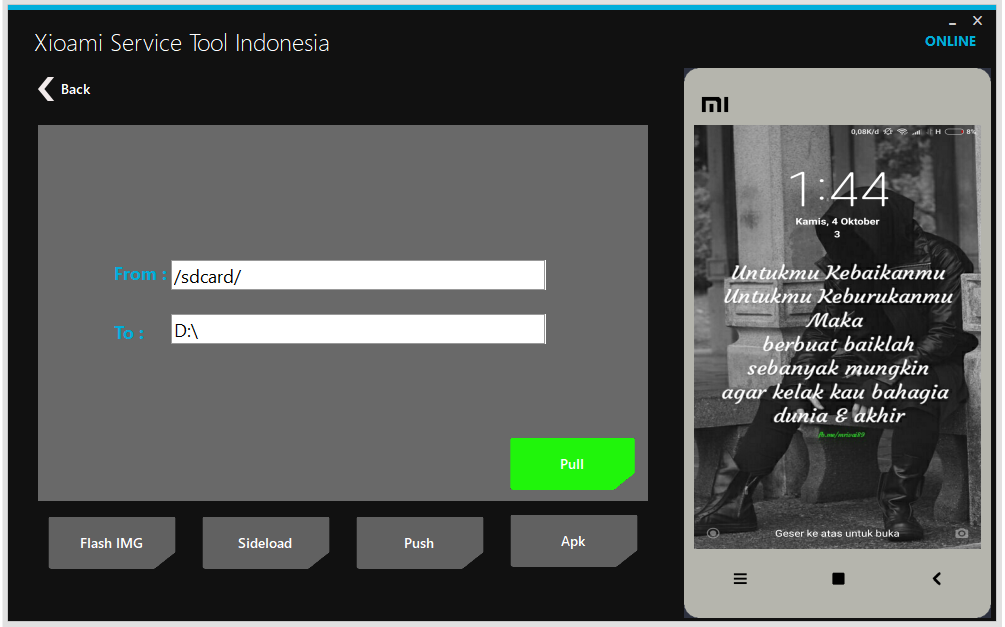 Xioami Service Tool Indonesia
ONLINE
Back
From :
/sdcard/
To :
D:\
Pull
Flash IMG
Sideload
Push
Apk
0,08K/d
H
8%
1:44
Kamis, 4 Oktober
3
Untukmu Kebaikanmu
Untukmu Keburukanmu
Maka
berbuat baiklah
sebanyak mungkin
agar kelak kau bahagia
dunia & akhir
Geser ke atas untuk buka